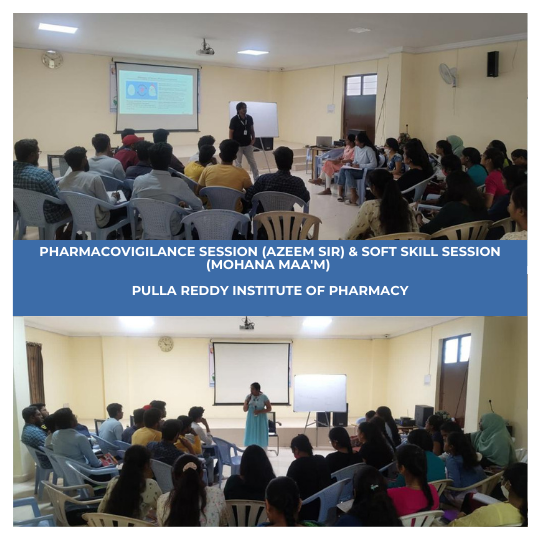 PHARMACOVIGILANCE SESSION (AZEEM SIR) & SOFT SKILL SESSION
(MOHANA MAA'M)
PULLA REDDY INSTITUTE OF PHARMACY